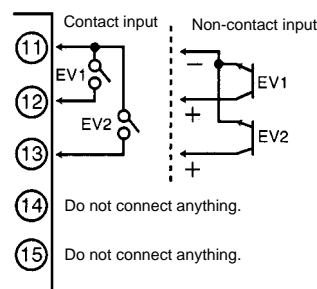 Contact input
Non-contact input
11
EV1
−
EV1
12
+
EV2
EV2
13
+
14 Do not connect anything.
15 Do not connect anything.